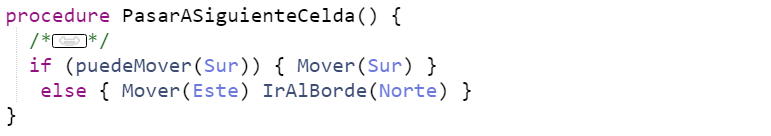 procedure PasarASiguienteCelda() {
/* */
if (puedeMover(Sur)) { Mover(Sur) }
else { Mover(Este) IrAlBorde(Norte) }
}